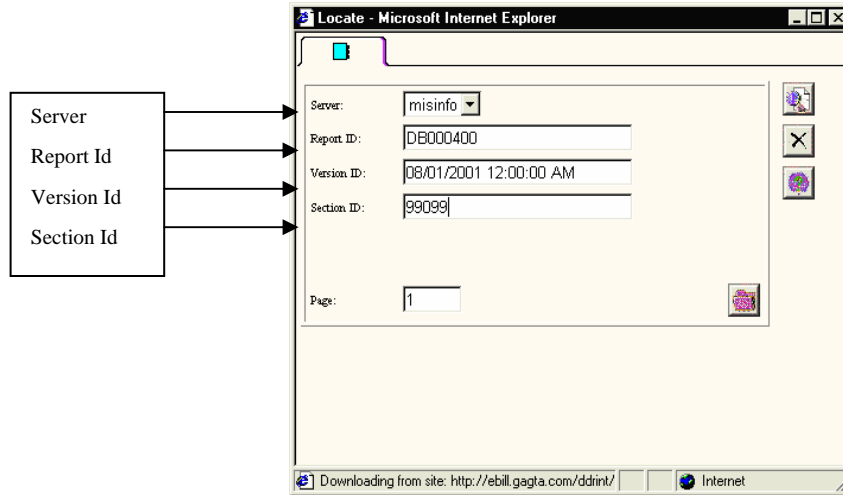 Locate - Microsoft Internet Explorer
Server
Report Id
Version Id
Section Id
Server:
misinfo
Report ID:
DB000400
Version ID:
08/01/2001 12:00:00 AM
Section ID:
99099
Page:
1
Downloading from site: http://ebill.gagta.com/ddrint/
Internet